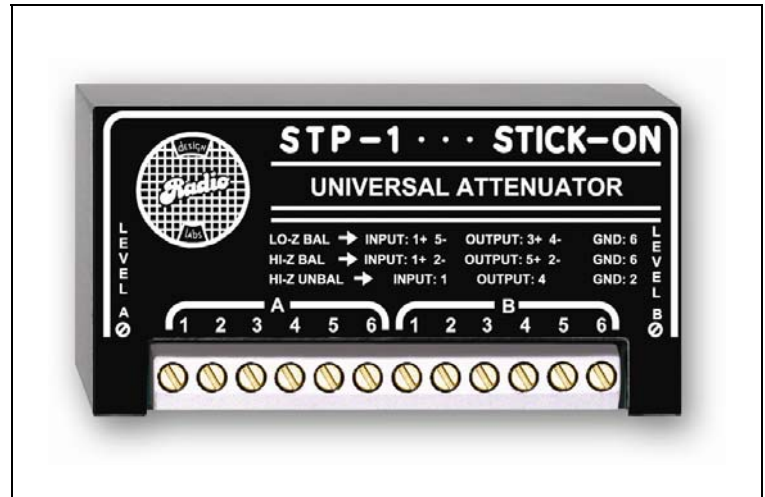 STP-1 · · · STICK-ON
design
Radio
labs
UNIVERSAL ATTENUATOR
LO-Z BAL → INPUT: 1+ 5- OUTPUT: 3+ 4- GND: 6
HI-Z BAL → INPUT: 1+ 2- OUTPUT: 5+ 2- GND: 6
HI-Z UNBAL → INPUT: 1 OUTPUT: 4 GND: 2
LEVEL A
LEVEL B
A B
1 2 3 4 5 6 1 2 3 4 5 6